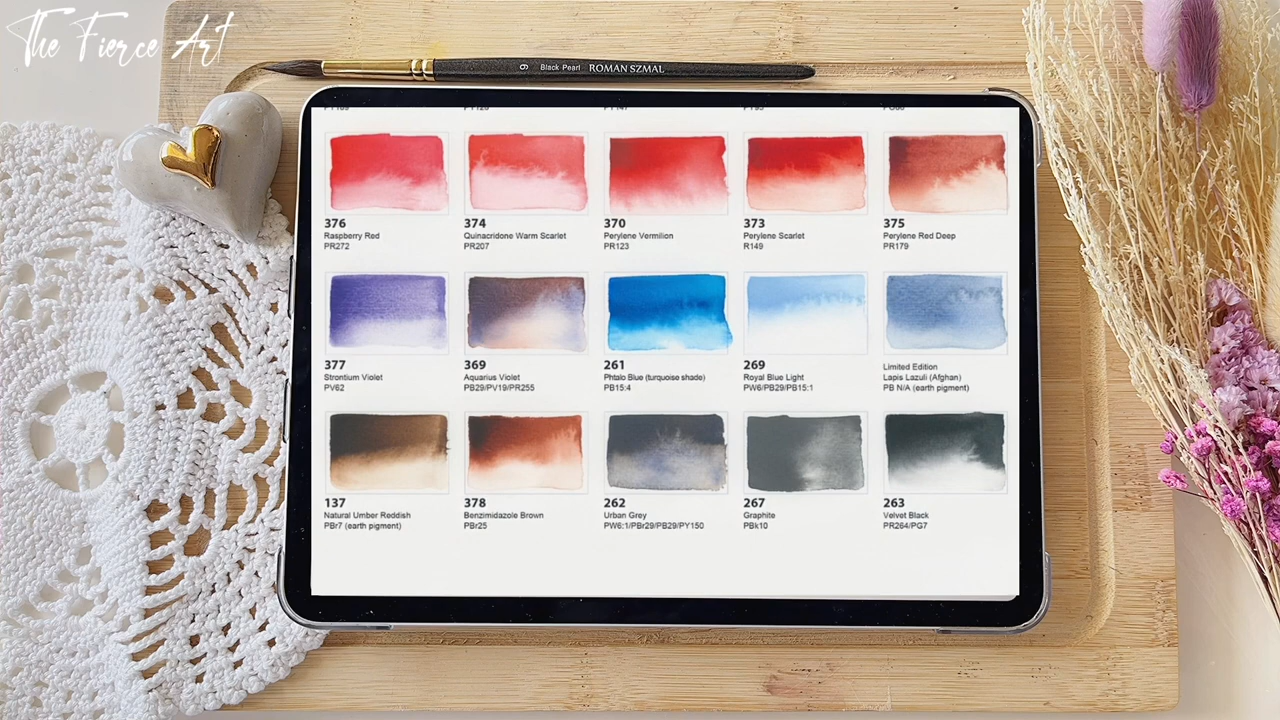 The Fierce Art
6 Black Pearl ROMAN SZMAL
376
Raspberry Red
PR272
374
Quinacridone Warm Scarlet
PR207
370
Perylene Vermilion
PR123
373
Perylene Scarlet
R149
375
Perylene Red Deep
PR179
377
Strontium Violet
PV62
369
Aquarius Violet
PB29/PV19/PR255
261
Phtalo Blue (turquoise shade)
PB15:4
269
Royal Blue Light
PW6/PB29/PB15:1
Limited Edition
Lapis Lazuli (Afghan)
PB N/A (earth pigment)
137
Natural Umber Reddish
PBr7 (earth pigment)
378
Benzimidazole Brown
PBr25
262
Urban Grey
PW6:1/PBr29/PB29/PY150
267
Graphite
PBk10
263
Velvet Black
PR264/PG7